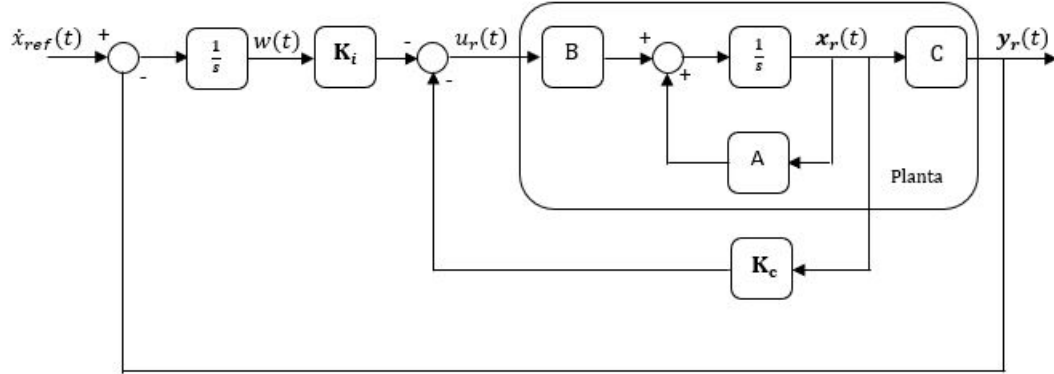 ẋ_ref(t)
+
-
1/s
w(t)
K_i
-
-
u_r(t)
B
+
+
1/s
x_r(t)
C
y_r(t)
A
Planta
K_c